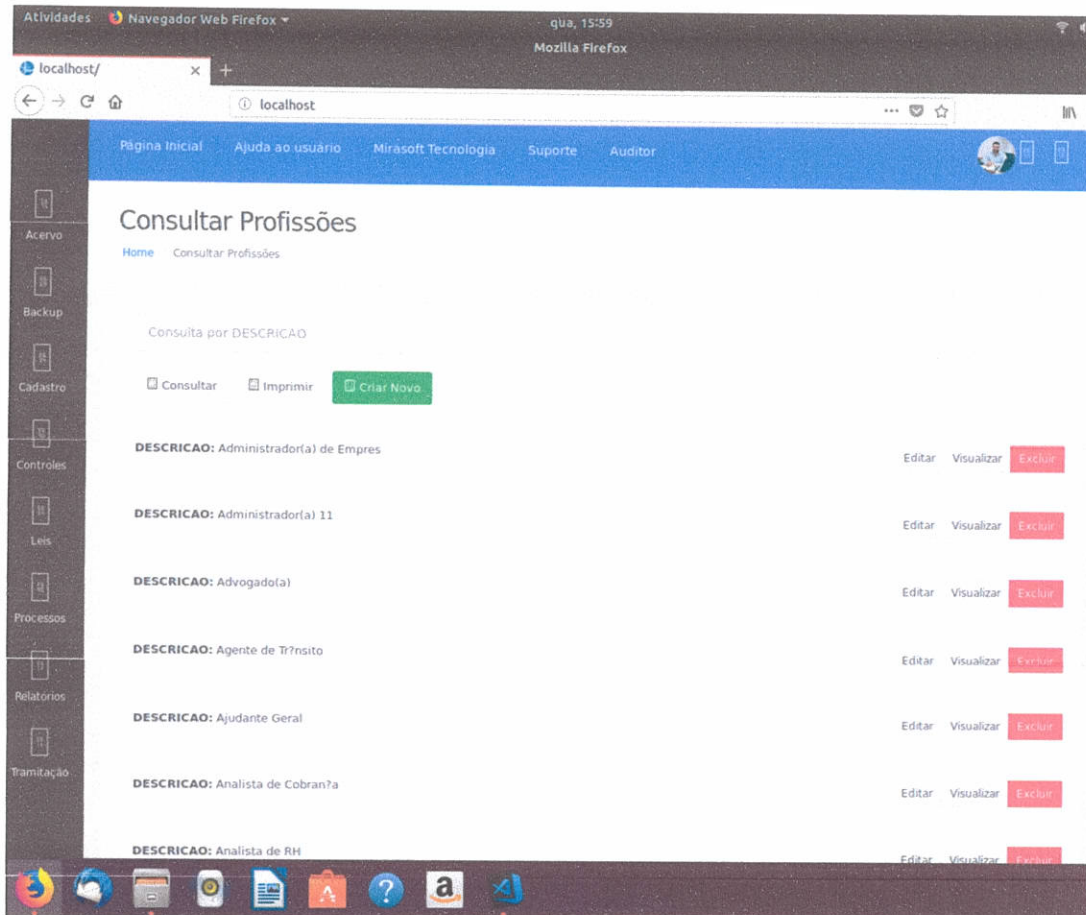 Atividades Navegador Web Firefox qua, 15:59
Mozilla Firefox
localhost/
localhost
Página Inicial Ajuda ao usuário Mirasoft Tecnologia Suporte Auditor
Acervo
Backup
Cadastro
Controles
Leis
Processos
Relatórios
Tramitação
Consultar Profissões
Home Consultar Profissões
Consulta por DESCRICAO
Consultar Imprimir Criar Novo
DESCRICAO: Administrador(a) de Empres
Editar Visualizar Excluir
DESCRICAO: Administrador(a) 11
Editar Visualizar Excluir
DESCRICAO: Advogado(a)
Editar Visualizar Excluir
DESCRICAO: Agente de Tr?nsito
Editar Visualizar Excluir
DESCRICAO: Ajudante Geral
Editar Visualizar Excluir
DESCRICAO: Analista de Cobran?a
Editar Visualizar Excluir
DESCRICAO: Analista de RH
Editar Visualizar Excluir